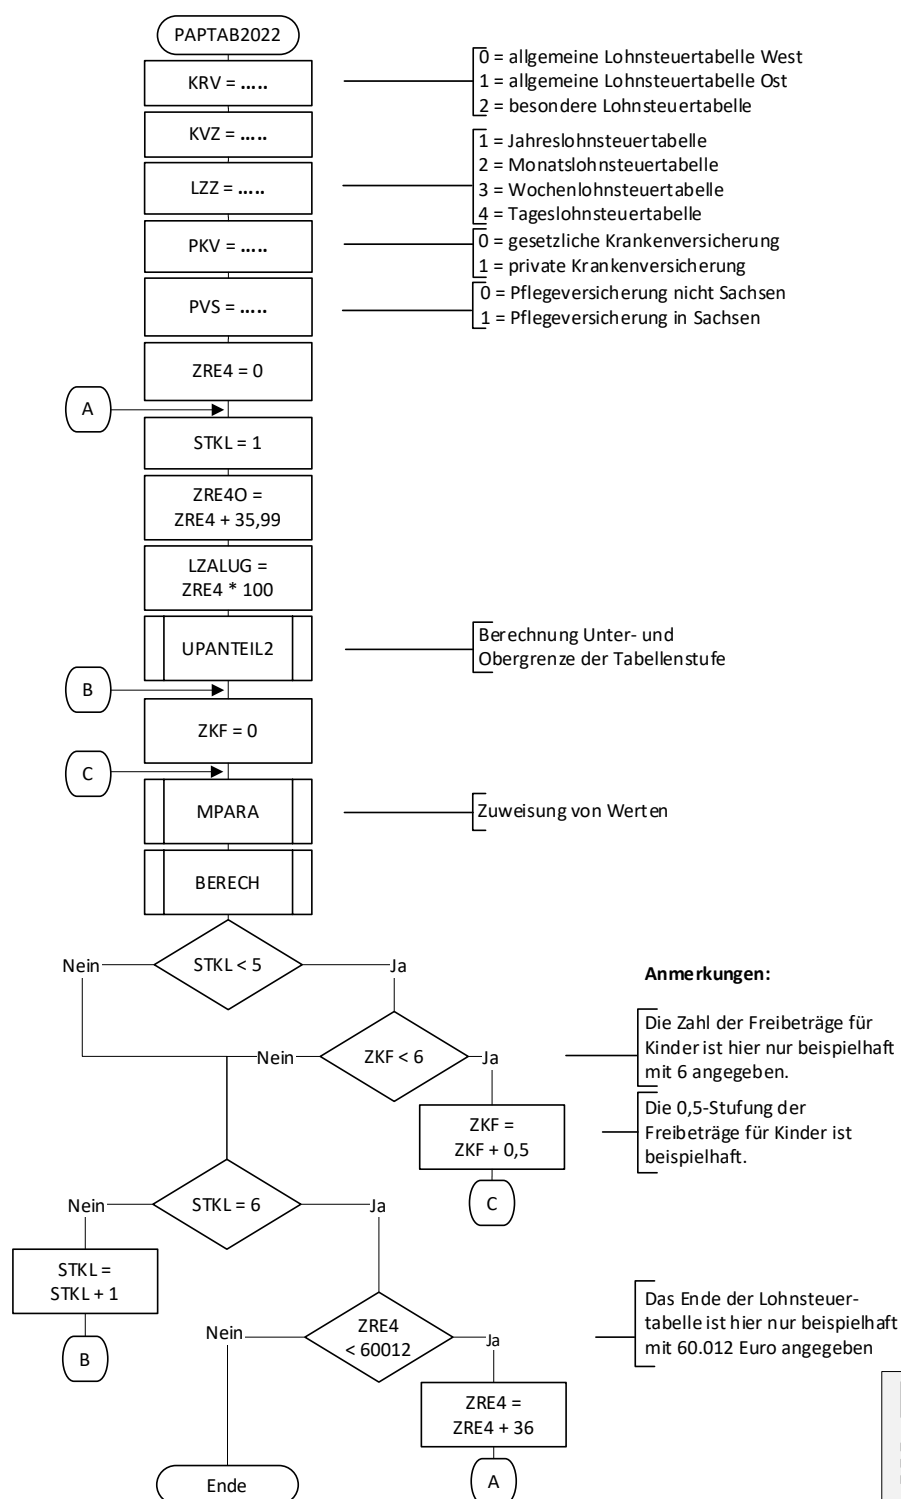 PAPTAB2022
KRV = .....
0 = allgemeine Lohnsteuertabelle West
1 = allgemeine Lohnsteuertabelle Ost
2 = besondere Lohnsteuertabelle
KVZ = .....
LZZ = .....
1 = Jahreslohnsteuertabelle
2 = Monatslohnsteuertabelle
3 = Wochenlohnsteuertabelle
4 = Tageslohnsteuertabelle
PKV = .....
0 = gesetzliche Krankenversicherung
1 = private Krankenversicherung
PVS = .....
0 = Pflegeversicherung nicht Sachsen
1 = Pflegeversicherung in Sachsen
ZRE4 = 0
A
STKL = 1
ZRE4O =
ZRE4 + 35,99
LZALUG =
ZRE4 * 100
UPANTEIL2
Berechnung Unter- und
Obergrenze der Tabellenstufe
B
ZKF = 0
C
MPARA
Zuweisung von Werten
BERECH
STKL < 5
Nein
Ja
Anmerkungen:
ZKF < 6
Nein
Ja
Die Zahl der Freibeträge für
Kinder ist hier nur beispielhaft
mit 6 angegeben.
ZKF =
ZKF + 0,5
Die 0,5-Stufung der
Freibeträge für Kinder ist
beispielhaft.
C
STKL = 6
Nein
Ja
STKL =
STKL + 1
B
ZRE4
< 60012
Nein
Ja
Das Ende der Lohnsteuer-
tabelle ist hier nur beispielhaft
mit 60.012 Euro angegeben
ZRE4 =
ZRE4 + 36
A
Ende